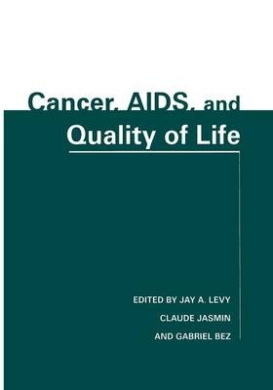 Cancer, AIDS, and
Quality of Life
EDITED BY JAY A. LEVY
CLAUDE JASMIN
AND GABRIEL BEZ